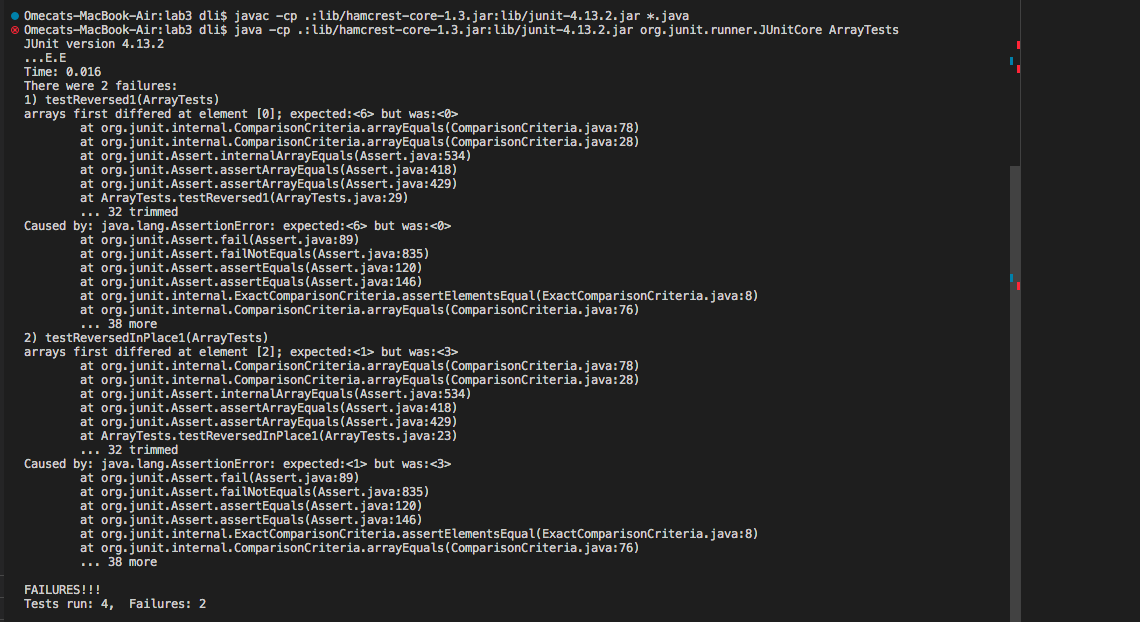 Omecats-MacBook-Air:lab3 dli$ javac -cp .:lib/hamcrest-core-1.3.jar:lib/junit-4.13.2.jar *.java
Omecats-MacBook-Air:lab3 dli$ java -cp .:lib/hamcrest-core-1.3.jar:lib/junit-4.13.2.jar org.junit.runner.JUnitCore ArrayTests
JUnit version 4.13.2
...E.E
Time: 0.016
There were 2 failures:
1) testReversed1(ArrayTests)
arrays first differed at element [0]; expected:<6> but was:<0>
        at org.junit.internal.ComparisonCriteria.arrayEquals(ComparisonCriteria.java:78)
        at org.junit.internal.ComparisonCriteria.arrayEquals(ComparisonCriteria.java:28)
        at org.junit.Assert.internalArrayEquals(Assert.java:534)
        at org.junit.Assert.assertArrayEquals(Assert.java:418)
        at org.junit.Assert.assertArrayEquals(Assert.java:429)
        at ArrayTests.testReversed1(ArrayTests.java:29)
        ... 32 trimmed
Caused by: java.lang.AssertionError: expected:<6> but was:<0>
        at org.junit.Assert.fail(Assert.java:89)
        at org.junit.Assert.failNotEquals(Assert.java:835)
        at org.junit.Assert.assertEquals(Assert.java:120)
        at org.junit.Assert.assertEquals(Assert.java:146)
        at org.junit.internal.ExactComparisonCriteria.assertElementsEqual(ExactComparisonCriteria.java:8)
        at org.junit.internal.ComparisonCriteria.arrayEquals(ComparisonCriteria.java:76)
        ... 38 more
2) testReversedInPlace1(ArrayTests)
arrays first differed at element [2]; expected:<1> but was:<3>
        at org.junit.internal.ComparisonCriteria.arrayEquals(ComparisonCriteria.java:78)
        at org.junit.internal.ComparisonCriteria.arrayEquals(ComparisonCriteria.java:28)
        at org.junit.Assert.internalArrayEquals(Assert.java:534)
        at org.junit.Assert.assertArrayEquals(Assert.java:418)
        at org.junit.Assert.assertArrayEquals(Assert.java:429)
        at ArrayTests.testReversedInPlace1(ArrayTests.java:23)
        ... 32 trimmed
Caused by: java.lang.AssertionError: expected:<1> but was:<3>
        at org.junit.Assert.fail(Assert.java:89)
        at org.junit.Assert.failNotEquals(Assert.java:835)
        at org.junit.Assert.assertEquals(Assert.java:120)
        at org.junit.Assert.assertEquals(Assert.java:146)
        at org.junit.internal.ExactComparisonCriteria.assertElementsEqual(ExactComparisonCriteria.java:8)
        at org.junit.internal.ComparisonCriteria.arrayEquals(ComparisonCriteria.java:76)
        ... 38 more
FAILURES!!!
Tests run: 4,  Failures: 2